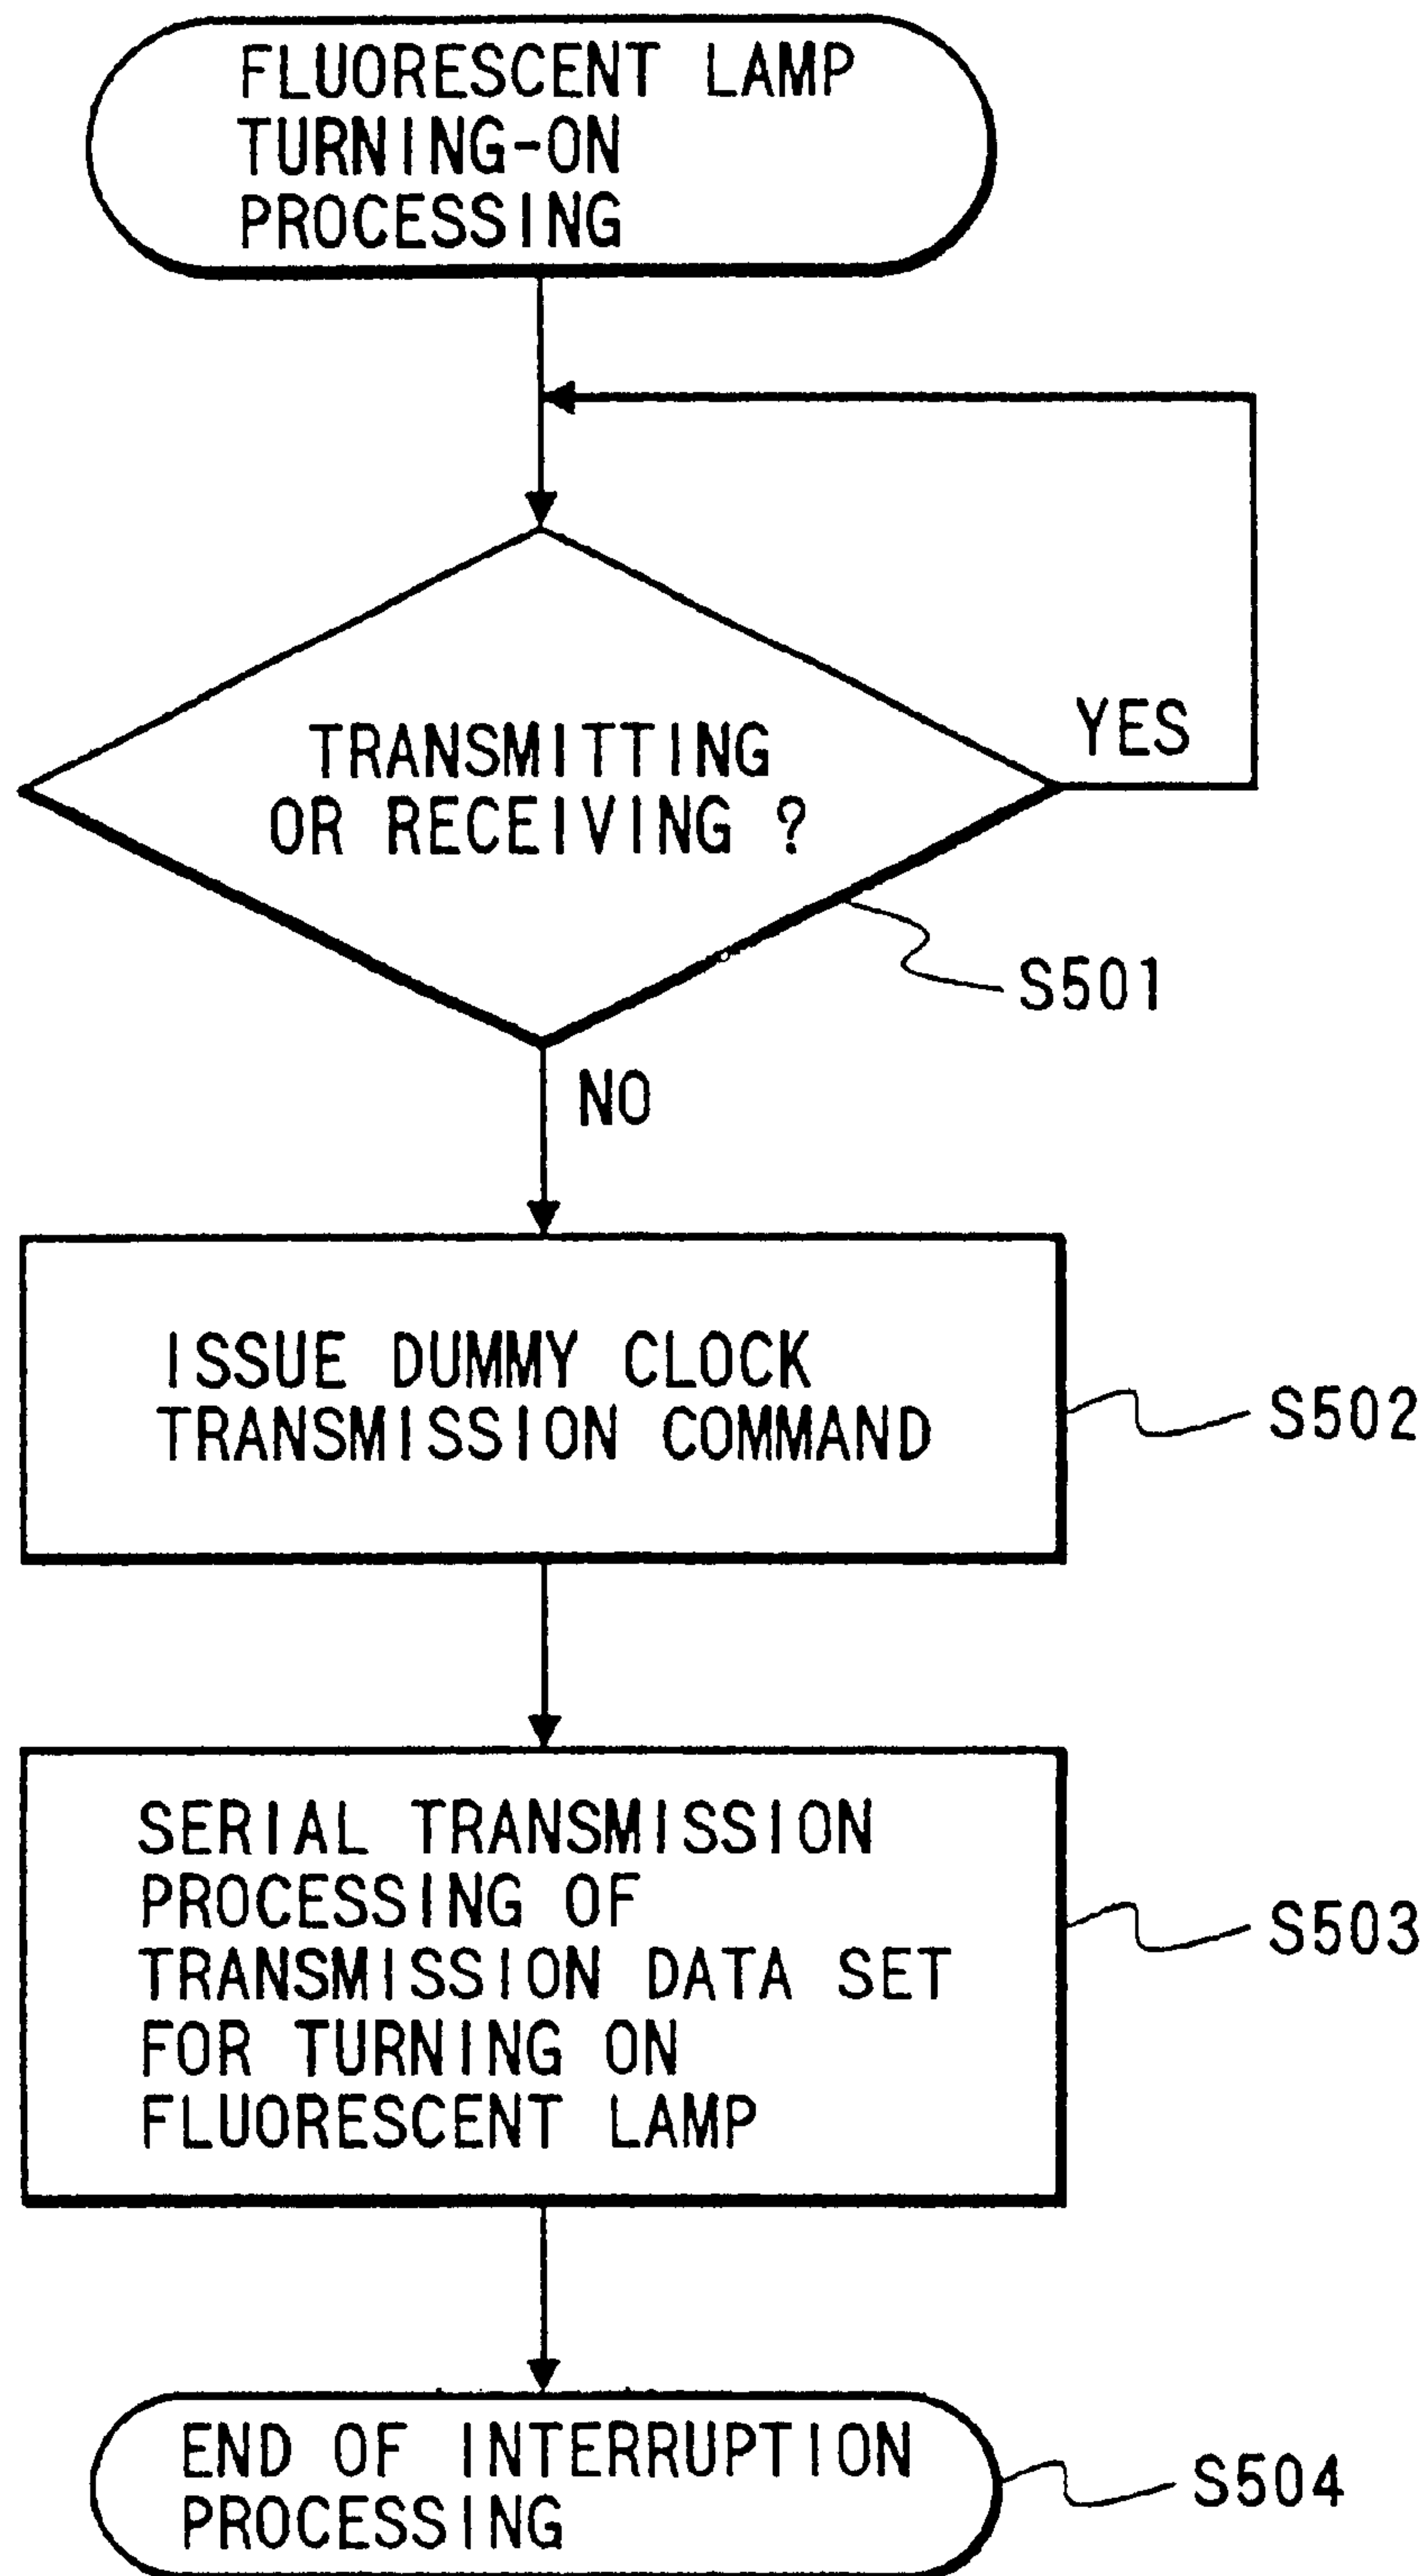 FLUORESCENT LAMP
TURNING-ON
PROCESSING
YES
TRANSMITTING
OR RECEIVING ?
S501
NO
ISSUE DUMMY CLOCK
TRANSMISSION COMMAND
S502
SERIAL TRANSMISSION
PROCESSING OF
TRANSMISSION DATA SET
FOR TURNING ON
FLUORESCENT LAMP
S503
END OF INTERRUPTION
PROCESSING
S504